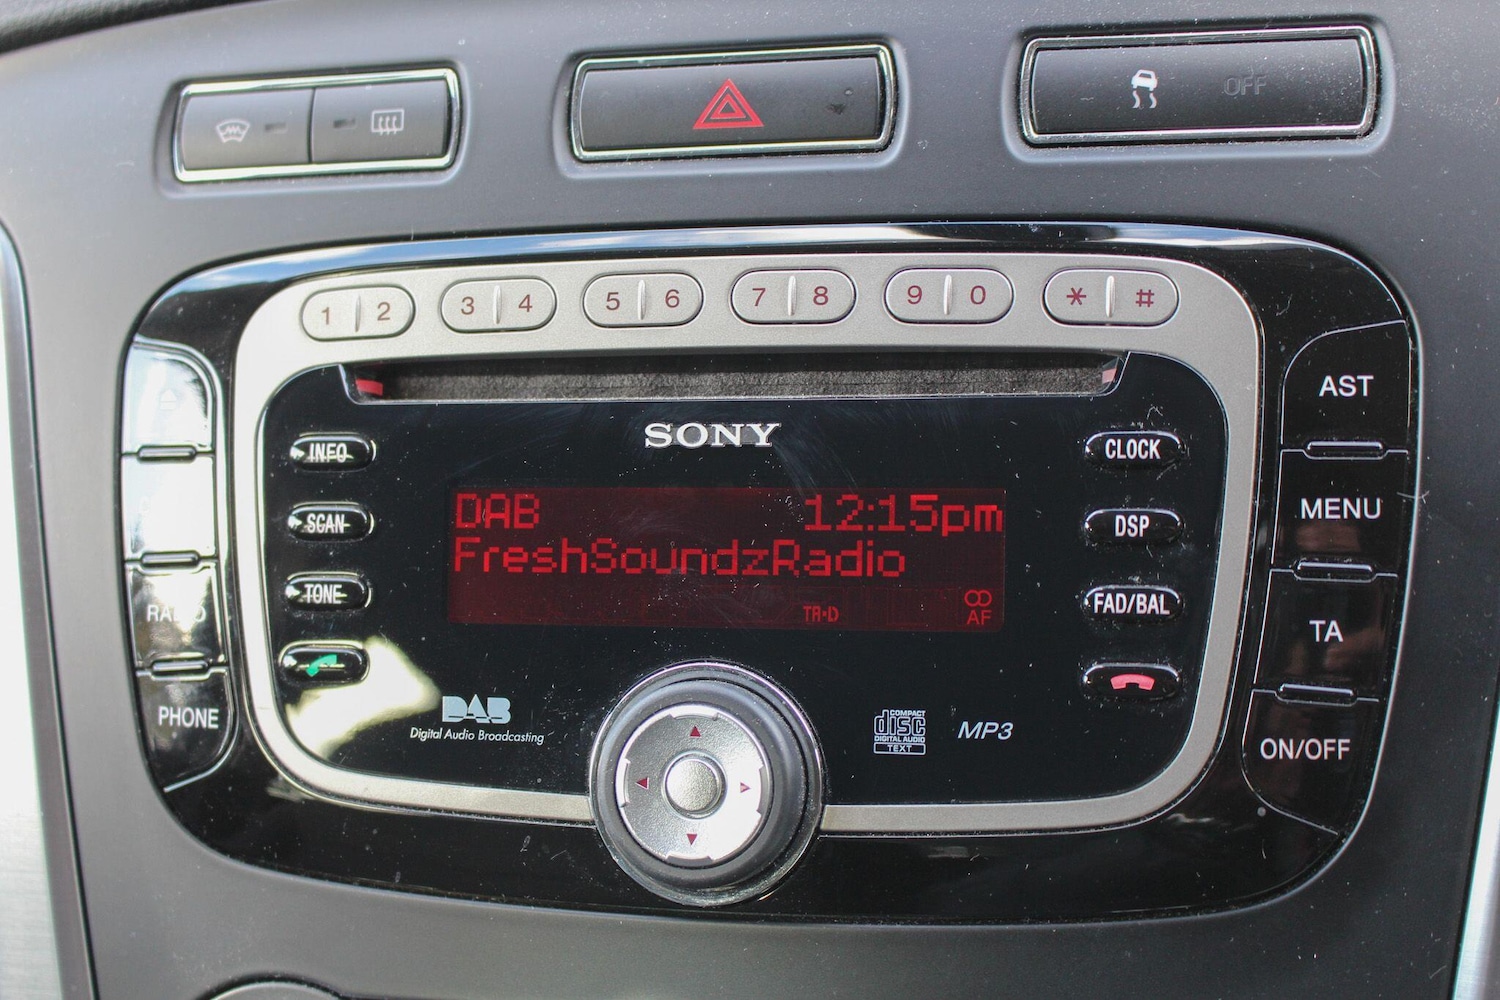 OFF
1 2 3 4 5 6 7 8 9 0 * #
SONY
INFO
SCAN
TONE
CLOCK
DSP
FAD/BAL
DAB 12:15pm
FreshSoundzRadio
TR•D
AF
DAB
Digital Audio Broadcasting
COMPACT
disc
DIGITAL AUDIO
TEXT
MP3
RADIO
PHONE
AST
MENU
TA
ON/OFF